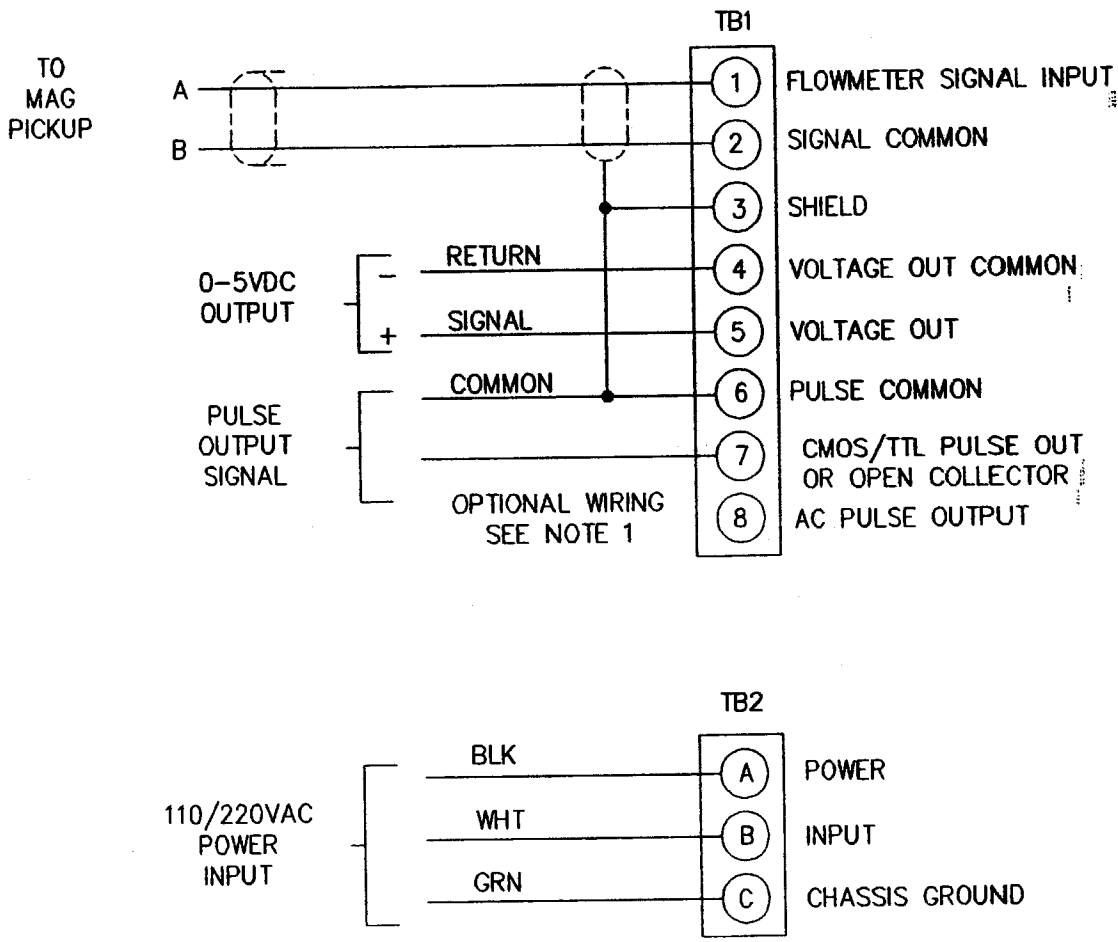 TB1
TO
MAG
PICKUP
A
B
1 FLOWMETER SIGNAL INPUT
2 SIGNAL COMMON
3 SHIELD
0-5VDC
OUTPUT
- RETURN
4 VOLTAGE OUT COMMON
+ SIGNAL
5 VOLTAGE OUT
PULSE
OUTPUT
SIGNAL
COMMON
6 PULSE COMMON
7 CMOS/TTL PULSE OUT
OR OPEN COLLECTOR
OPTIONAL WIRING
SEE NOTE 1
8 AC PULSE OUTPUT
TB2
110/220VAC
POWER
INPUT
BLK
A POWER
WHT
B INPUT
GRN
C CHASSIS GROUND